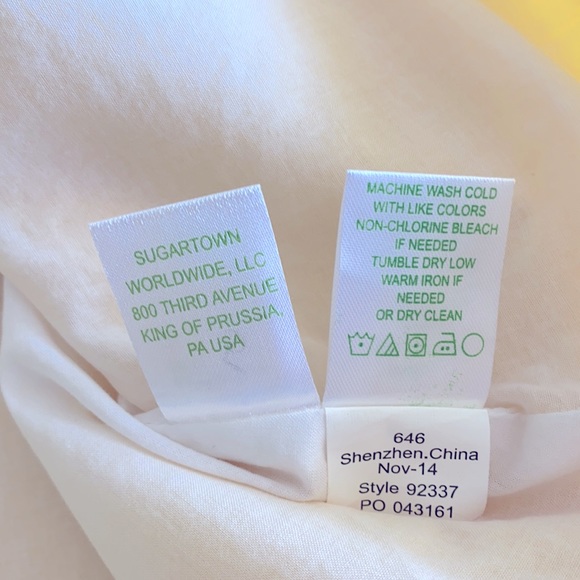 SUGARTOWN
WORLDWIDE, LLC
800 THIRD AVENUE
KING OF PRUSSIA,
PA USA
MACHINE WASH COLD
WITH LIKE COLORS
NON-CHLORINE BLEACH
IF NEEDED
TUMBLE DRY LOW
WARM IRON IF
NEEDED
OR DRY CLEAN
646
Shenzhen.China
Nov-14
Style 92337
PO 043161